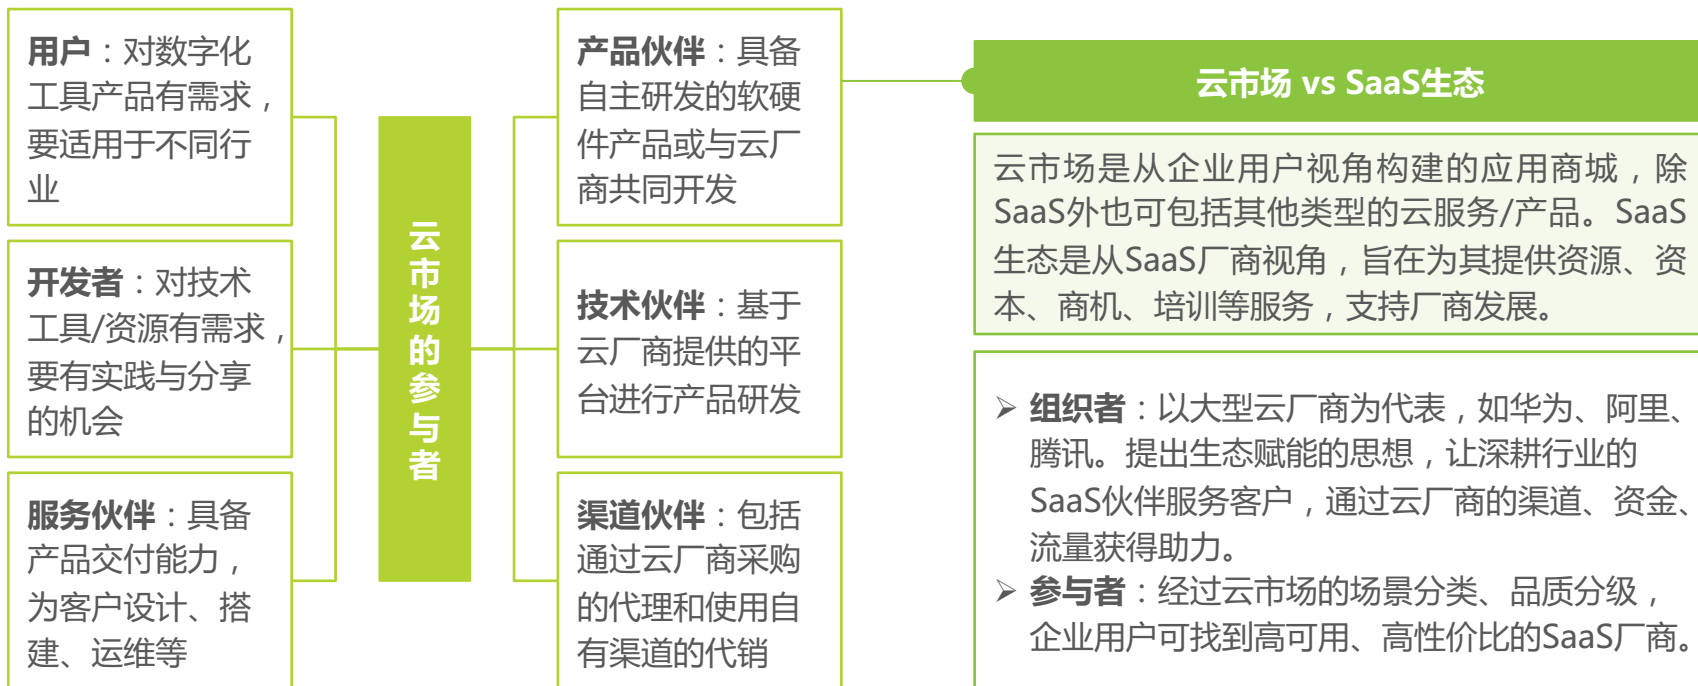 用户：对数字化
工具产品有需求，
要适用于不同行
业
开发者：对技术
工具/资源有需求，
要有实践与分享
的机会
服务伙伴：具备
产品交付能力，
为客户设计、搭
建、运维等
云市场的参与者
产品伙伴：具备
自主研发的软硬
件产品或与云厂
商共同开发
技术伙伴：基于
云厂商提供的平
台进行产品研发
渠道伙伴：包括
通过云厂商采购
的代理和使用自
有渠道的代销
云市场 vs SaaS生态
云市场是从企业用户视角构建的应用商城，除
SaaS外也可包括其他类型的云服务/产品。SaaS
生态是从SaaS厂商视角，旨在为其提供资源、资
本、商机、培训等服务，支持厂商发展。
➢ 组织者：以大型云厂商为代表，如华为、阿里、
腾讯。提出生态赋能的思想，让深耕行业的
SaaS伙伴服务客户，通过云厂商的渠道、资金、
流量获得助力。
➢ 参与者：经过云市场的场景分类、品质分级，
企业用户可找到高可用、高性价比的SaaS厂商。